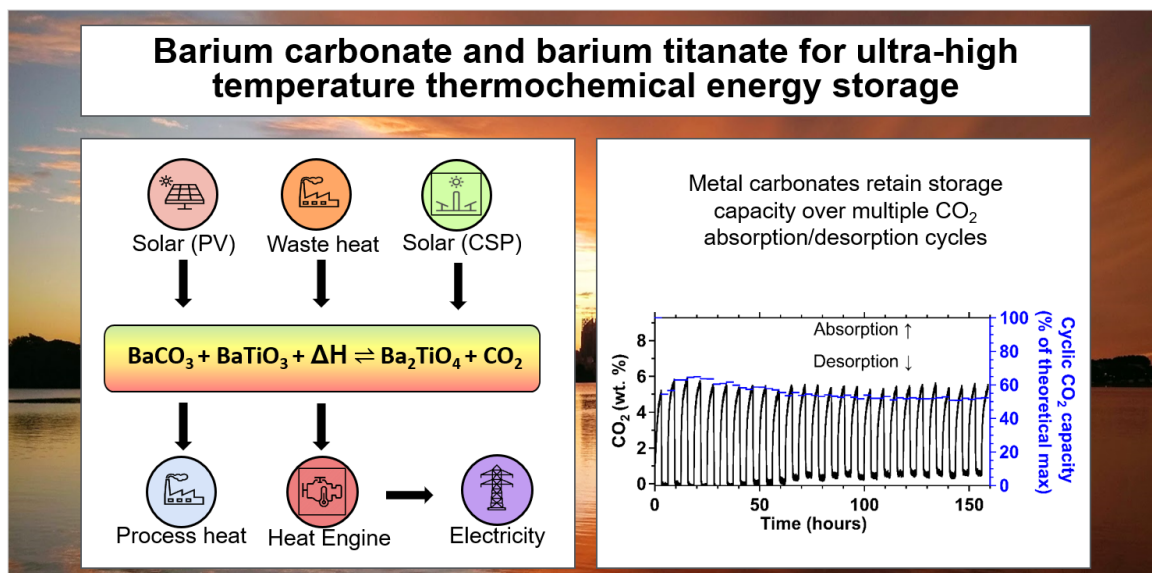 Barium carbonate and barium titanate for ultra-high
temperature thermochemical energy storage
Solar (PV)
Waste heat
Solar (CSP)
BaCO₃ + BaTiO₃ + ΔH ⇌ Ba₂TiO₄ + CO₂
Process heat
Heat Engine
Electricity
Metal carbonates retain storage
capacity over multiple CO₂
absorption/desorption cycles
Absorption ↑
Desorption ↓
CO₂ (wt. %)
8
6
4
2
0
0
50
100
150
Time (hours)
100
80
60
40
20
0
Cyclic CO₂ capacity
(% of theoretical max)